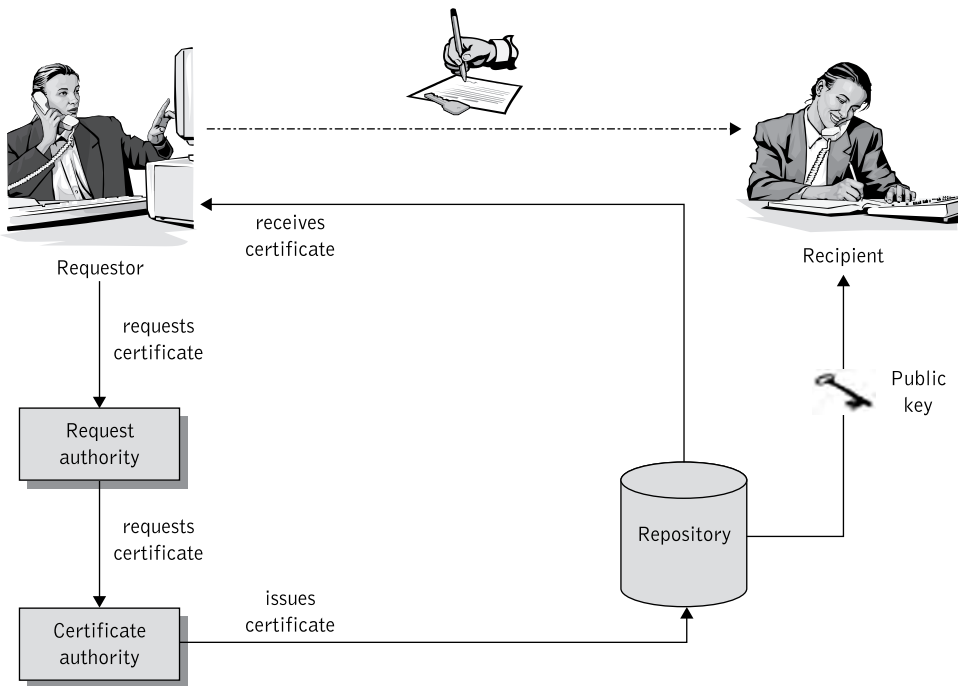 receives
certificate
Requestor
Recipient
requests
certificate
Public
key
Request
authority
Repository
requests
certificate
issues
certificate
Certificate
authority